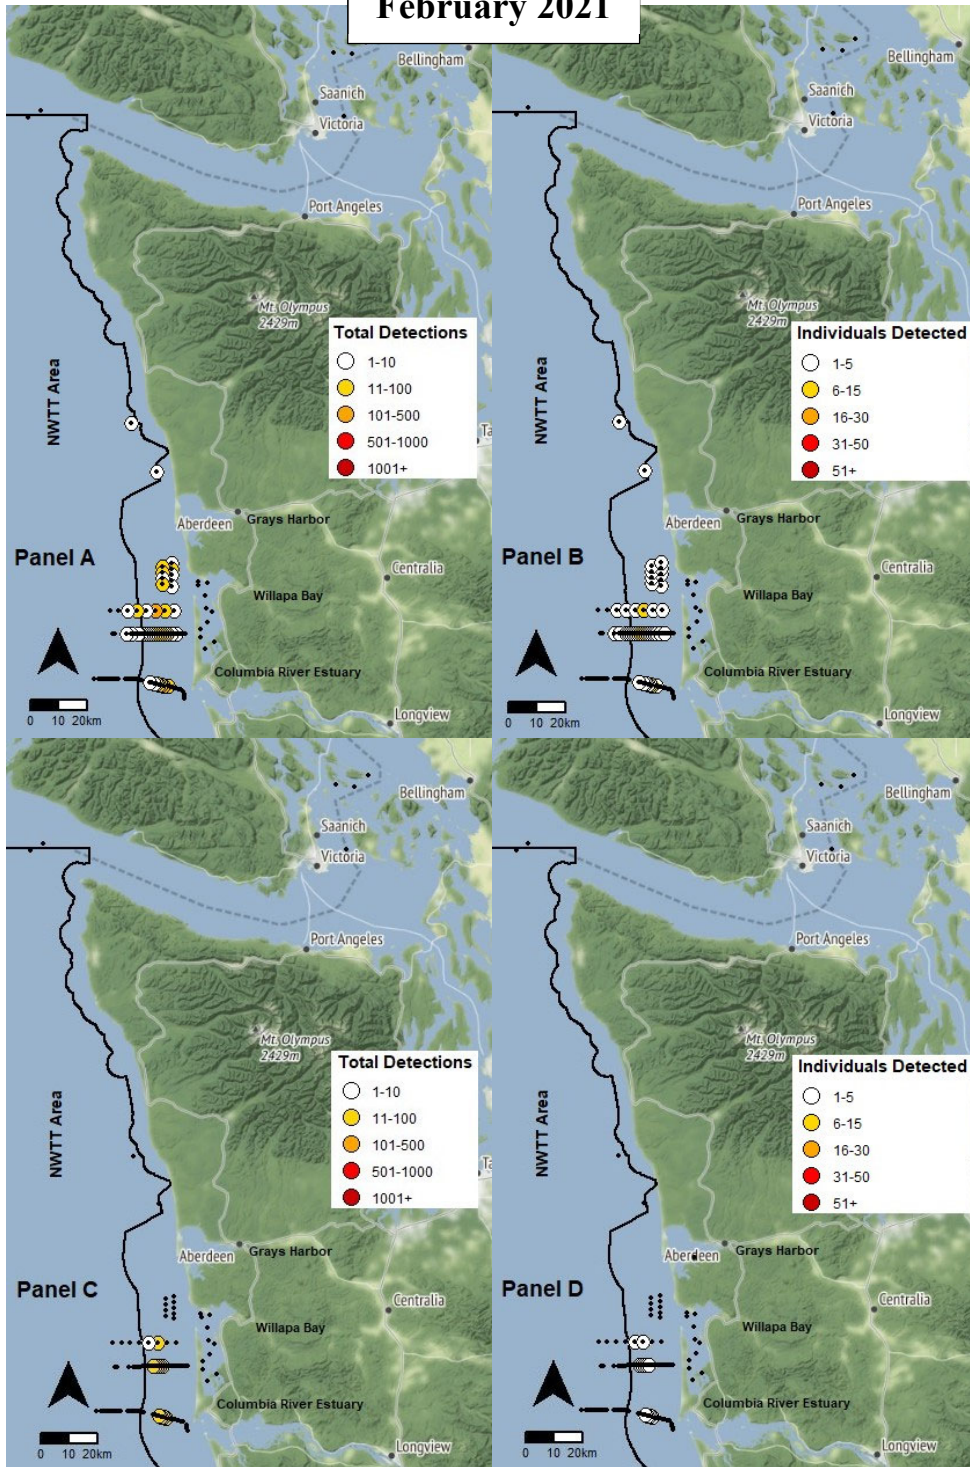 February 2021
Bellingham
Saanich
Victoria
Port Angeles
Mt. Olympus
2429m
NWTT Area
Total Detections
1-10
11-100
101-500
501-1000
1001+
Ta
Aberdeen
Grays Harbor
Panel A
Centralia
Willapa Bay
Columbia River Estuary
0 10 20km
Longview
Bellingham
Saanich
Victoria
Port Angeles
Mt. Olympus
2429m
NWTT Area
Individuals Detected
1-5
6-15
16-30
31-50
51+
Aberdeen
Grays Harbor
Panel B
Centralia
Willapa Bay
Columbia River Estuary
0 10 20km
Longview
Bellingham
Saanich
Victoria
Port Angeles
Mt. Olympus
2429m
NWTT Area
Total Detections
1-10
11-100
101-500
501-1000
1001+
Ta
Aberdeen
Grays Harbor
Panel C
Centralia
Willapa Bay
Columbia River Estuary
0 10 20km
Longview
Bellingham
Saanich
Victoria
Port Angeles
Mt. Olympus
2429m
NWTT Area
Individuals Detected
1-5
6-15
16-30
31-50
51+
Aberdeen
Grays Harbor
Panel D
Centralia
Willapa Bay
Columbia River Estuary
0 10 20km
Longview